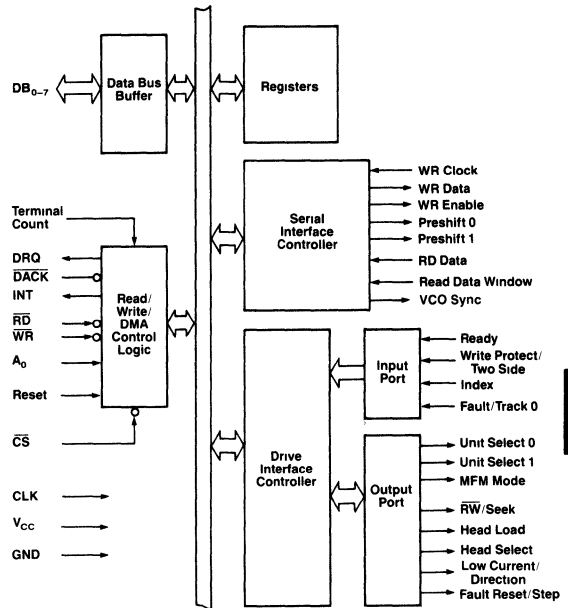 DB0–7
Data Bus
Buffer
Registers
Terminal
Count
DRQ
DACK
INT
RD
WR
A0
Reset
CS
CLK
VCC
GND
Read/
Write/
DMA
Control
Logic
Serial
Interface
Controller
WR Clock
WR Data
WR Enable
Preshift 0
Preshift 1
RD Data
Read Data Window
VCO Sync
Drive
Interface
Controller
Input
Port
Ready
Write Protect/
Two Side
Index
Fault/Track 0
Output
Port
Unit Select 0
Unit Select 1
MFM Mode
RW/Seek
Head Load
Head Select
Low Current/
Direction
Fault Reset/Step